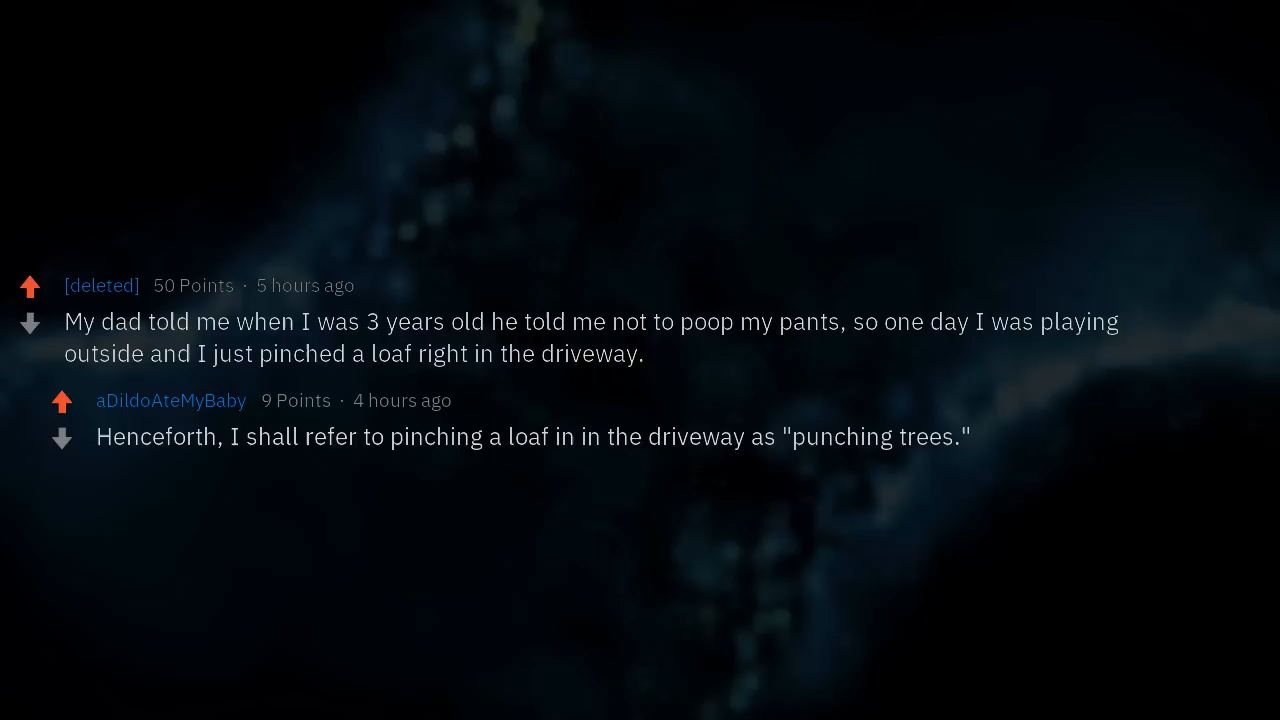 [deleted] 50 Points · 5 hours ago
My dad told me when I was 3 years old he told me not to poop my pants, so one day I was playing
outside and I just pinched a loaf right in the driveway.
aDildoAteMyBaby 9 Points · 4 hours ago
Henceforth, I shall refer to pinching a loaf in in the driveway as "punching trees."